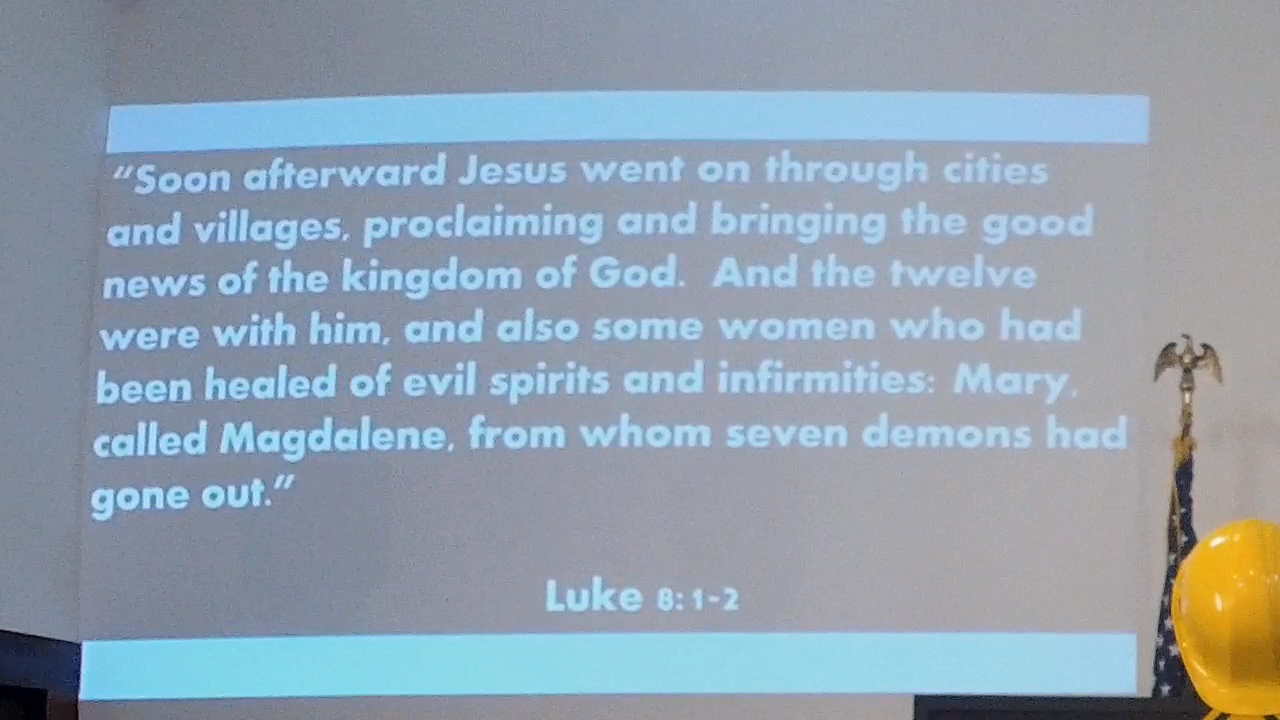 “Soon afterward Jesus went on through cities
and villages, proclaiming and bringing the good
news of the kingdom of God.  And the twelve
were with him, and also some women who had
been healed of evil spirits and infirmities:  Mary,
called Magdalene, from whom seven demons had
gone out.”
Luke 8:1-2